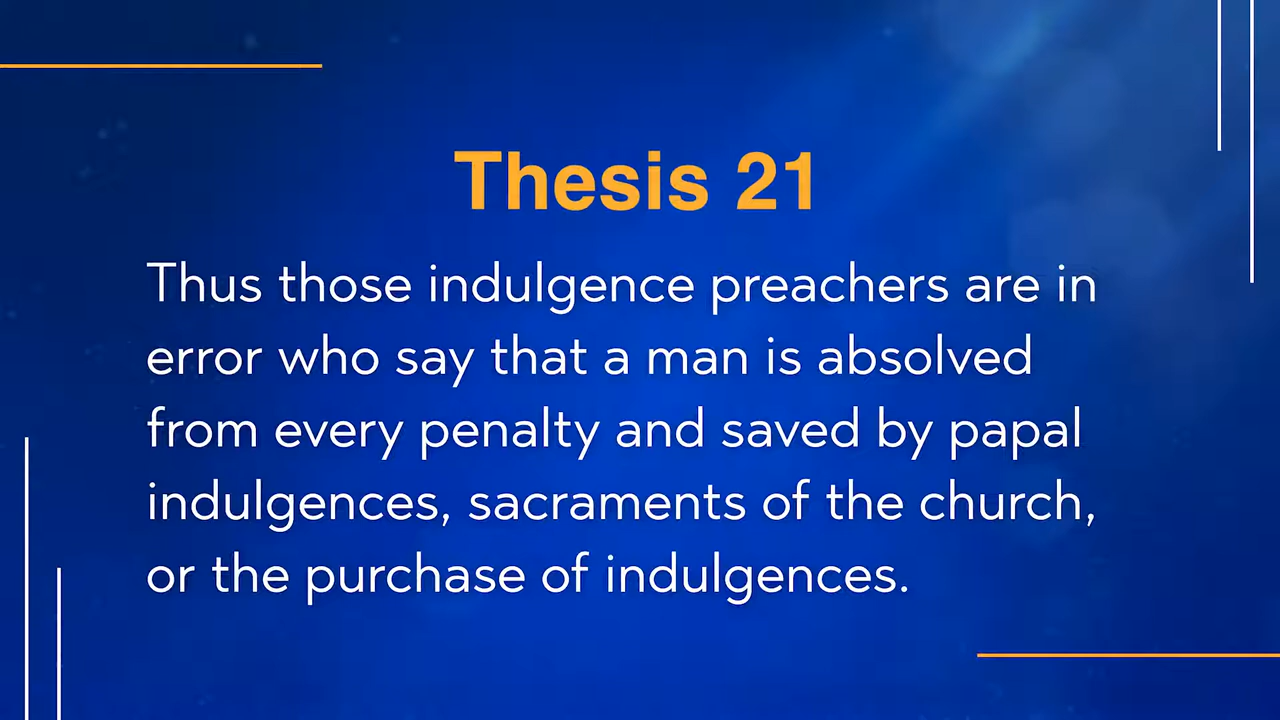 Thesis 21
Thus those indulgence preachers are in
error who say that a man is absolved
from every penalty and saved by papal
indulgences, sacraments of the church,
or the purchase of indulgences.